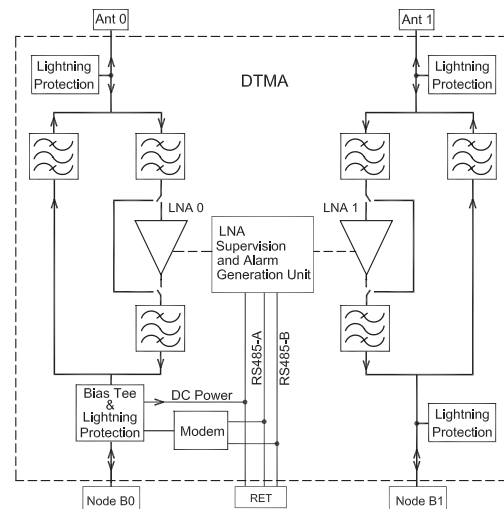 Ant 0
Ant 1
Lightning
Protection
DTMA
Lightning
Protection
LNA 0
LNA 1
LNA
Supervision
and Alarm
Generation Unit
RS485-A
RS485-B
Bias Tee
&
Lightning
Protection
DC Power
Modem
Lightning
Protection
Node B0
RET
Node B1